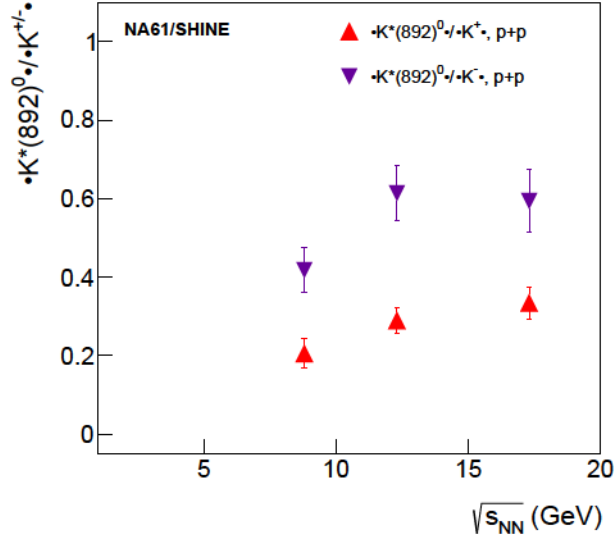 NA61/SHINE
•K*(892)⁰•/•K⁺•, p+p
•K*(892)⁰•/•K⁻•, p+p
•K*(892)⁰•/•K⁺/⁻•
1
0.8
0.6
0.4
0.2
0
5 10 15 20
√sNN (GeV)